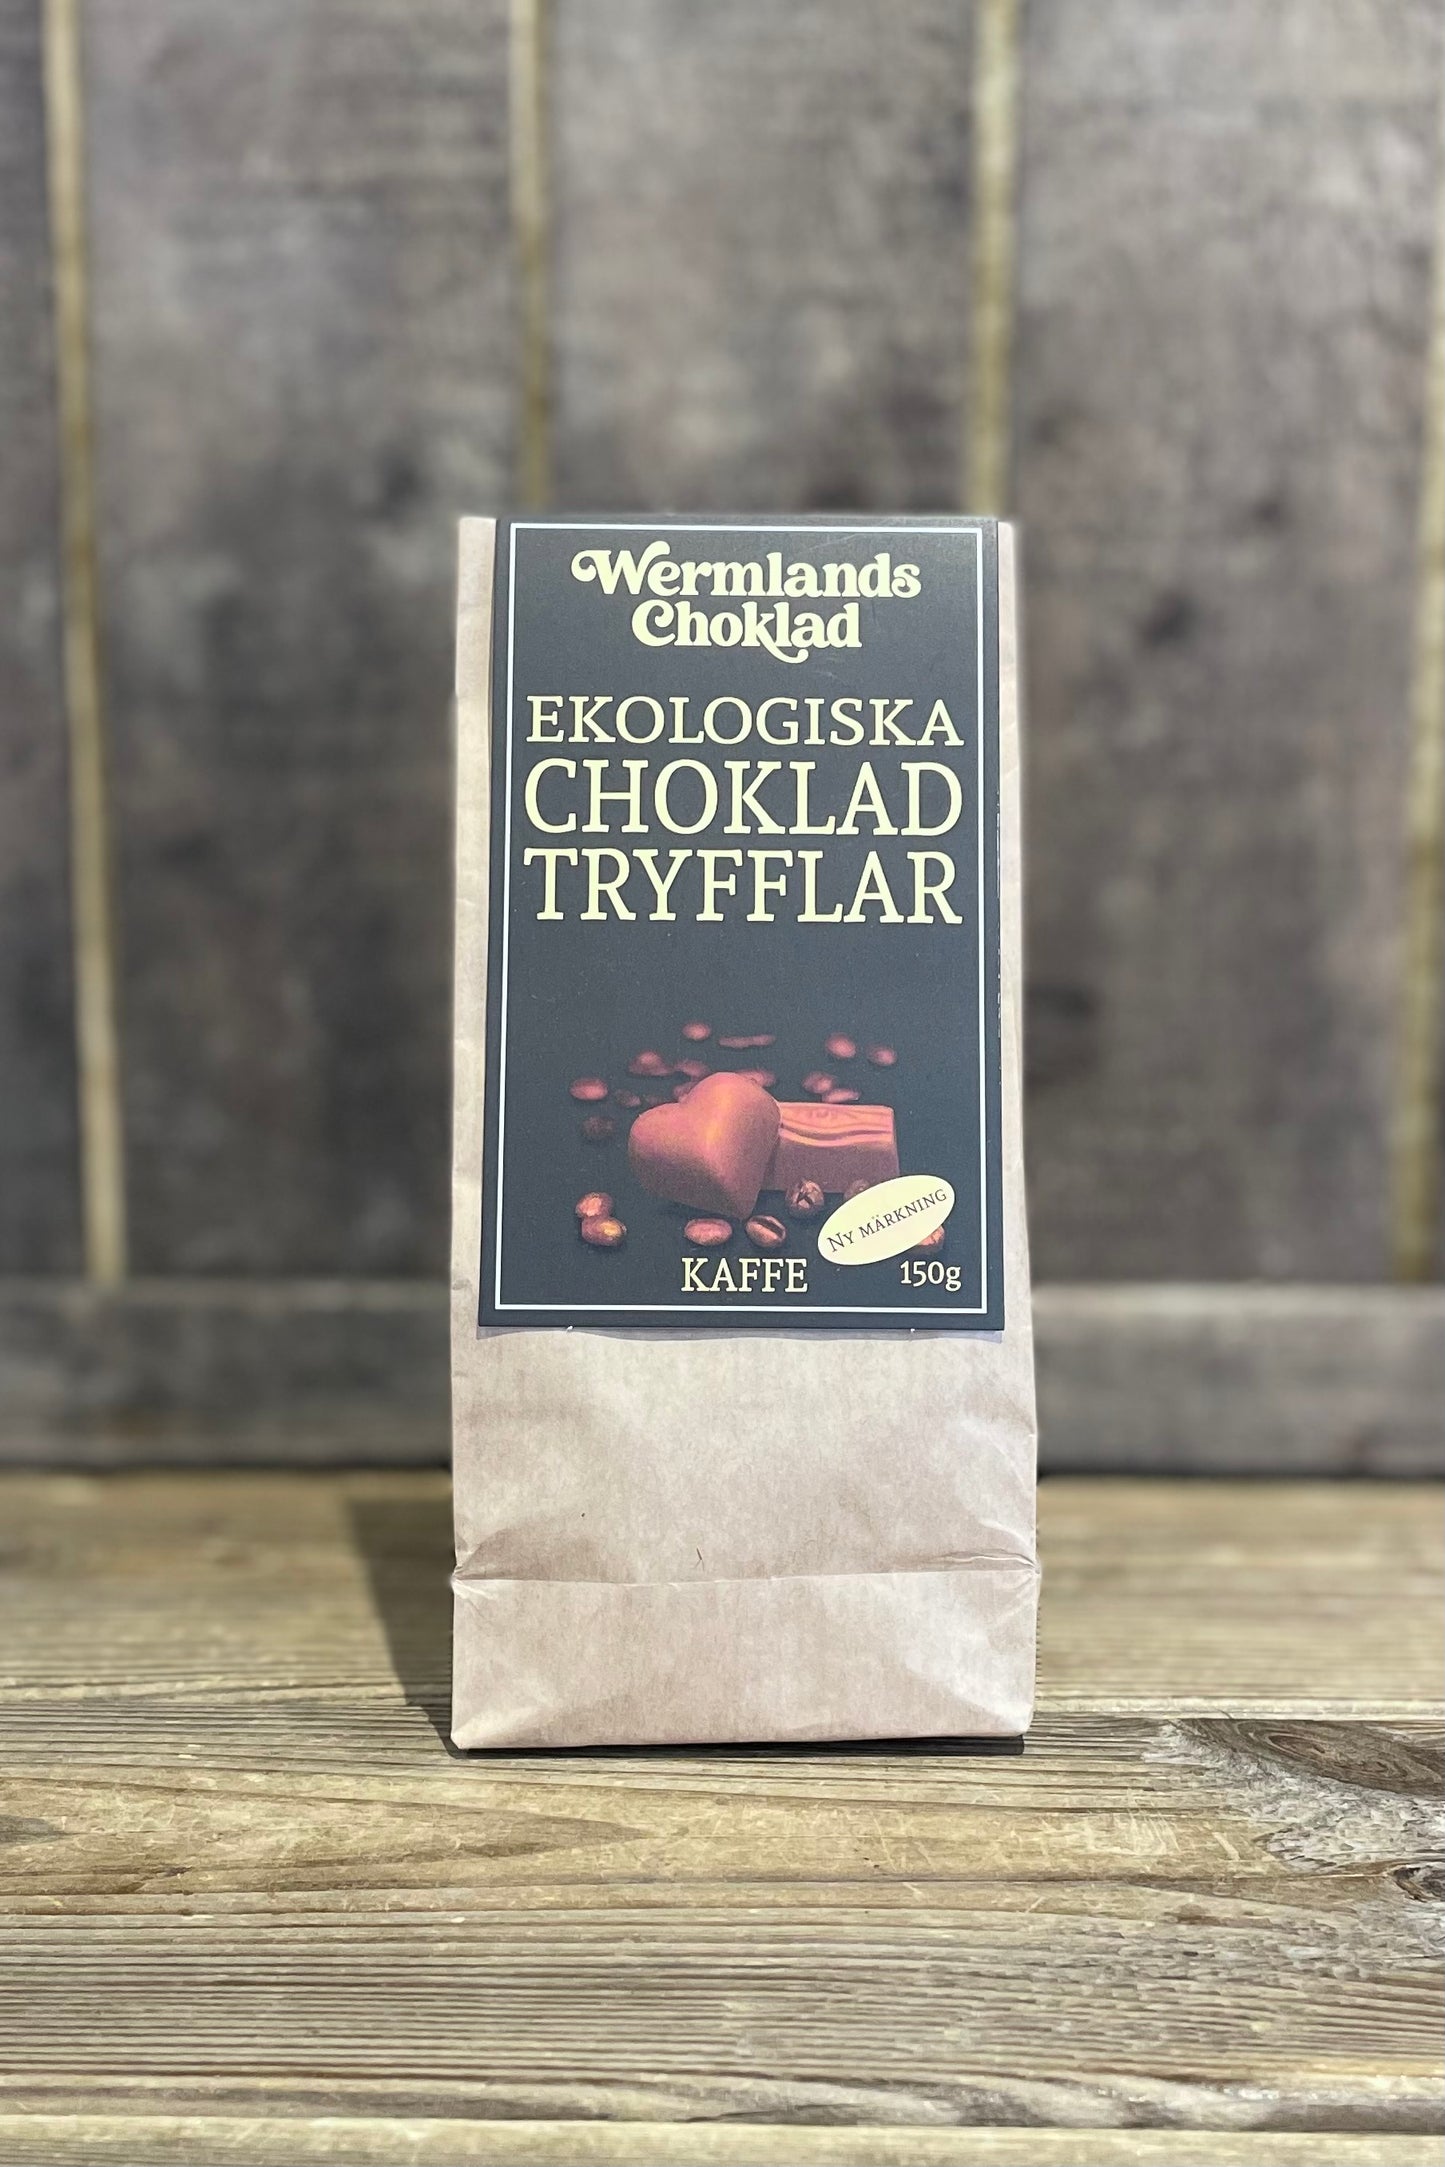 Wermlands
Choklad
EKOLOGISKA
CHOKLAD
TRYFFLAR
NY MÄRKNING
KAFFE
150g